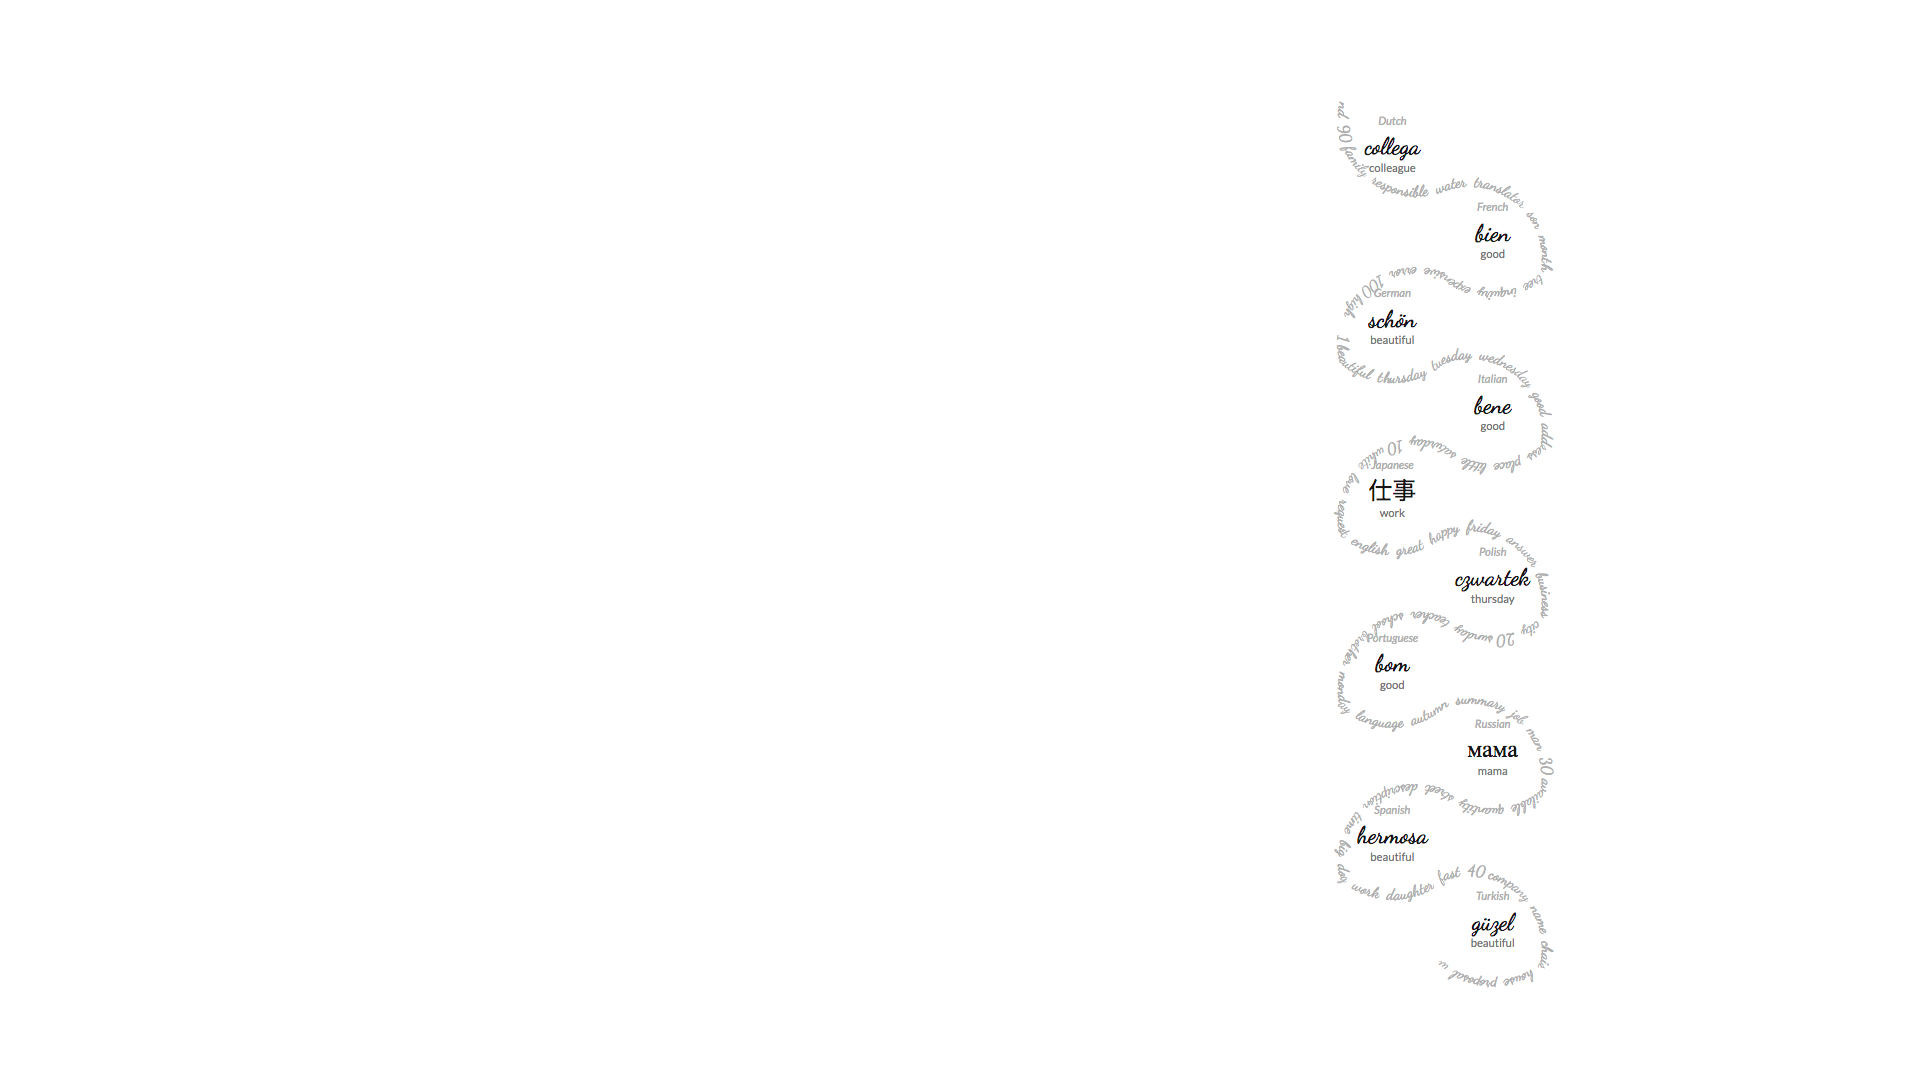 nd 90 family responsible water translator son month tree inquiry expensive error 100 high 1 beautiful thursday tuesday wednesday good address place little saturday 10 white love request english great happy friday answer business city 20 sunday teacher school brother monday language autumn summary job man 30 available quantity street description time big dog work daughter fast 40 company name chair house proposal
Dutch
collega
colleague
French
bien
good
German
schön
beautiful
Italian
bene
good
Japanese
仕事
work
Polish
czwartek
thursday
Portuguese
bom
good
Russian
мама
mama
Spanish
hermosa
beautiful
Turkish
güzel
beautiful